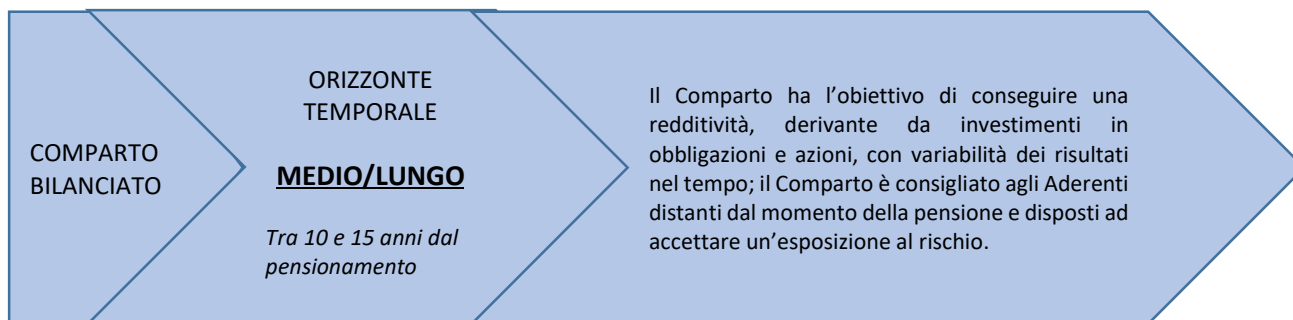 COMPARTO
BILANCIATO
ORIZZONTE
TEMPORALE
MEDIO/LUNGO
Tra 10 e 15 anni dal
pensionamento
Il Comparto ha l’obiettivo di conseguire una
redditività, derivante da investimenti in
obbligazioni e azioni, con variabilità dei risultati
nel tempo; il Comparto è consigliato agli Aderenti
distanti dal momento della pensione e disposti ad
accettare un’esposizione al rischio.